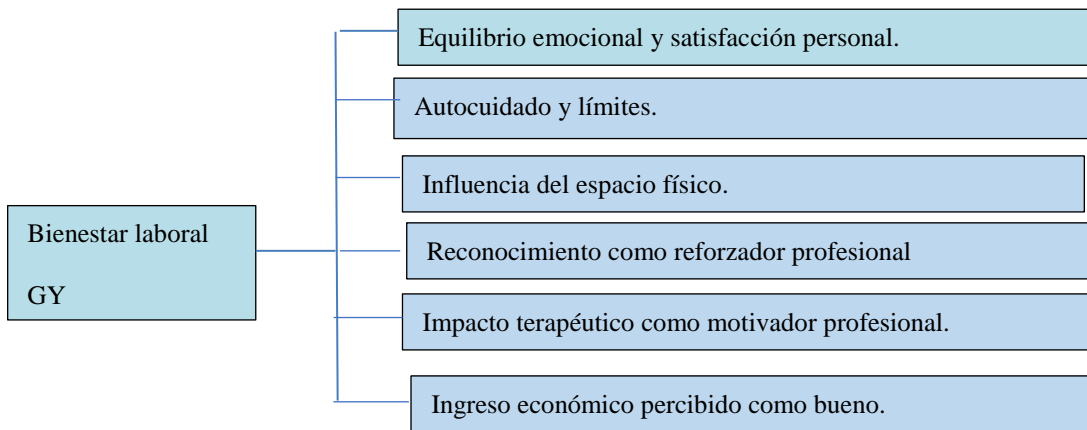 Equilibrio emocional y satisfacción personal.
Autocuidado y límites.
Influencia del espacio físico.
Bienestar laboral
GY
Reconocimiento como reforzador profesional
Impacto terapéutico como motivador profesional.
Ingreso económico percibido como bueno.